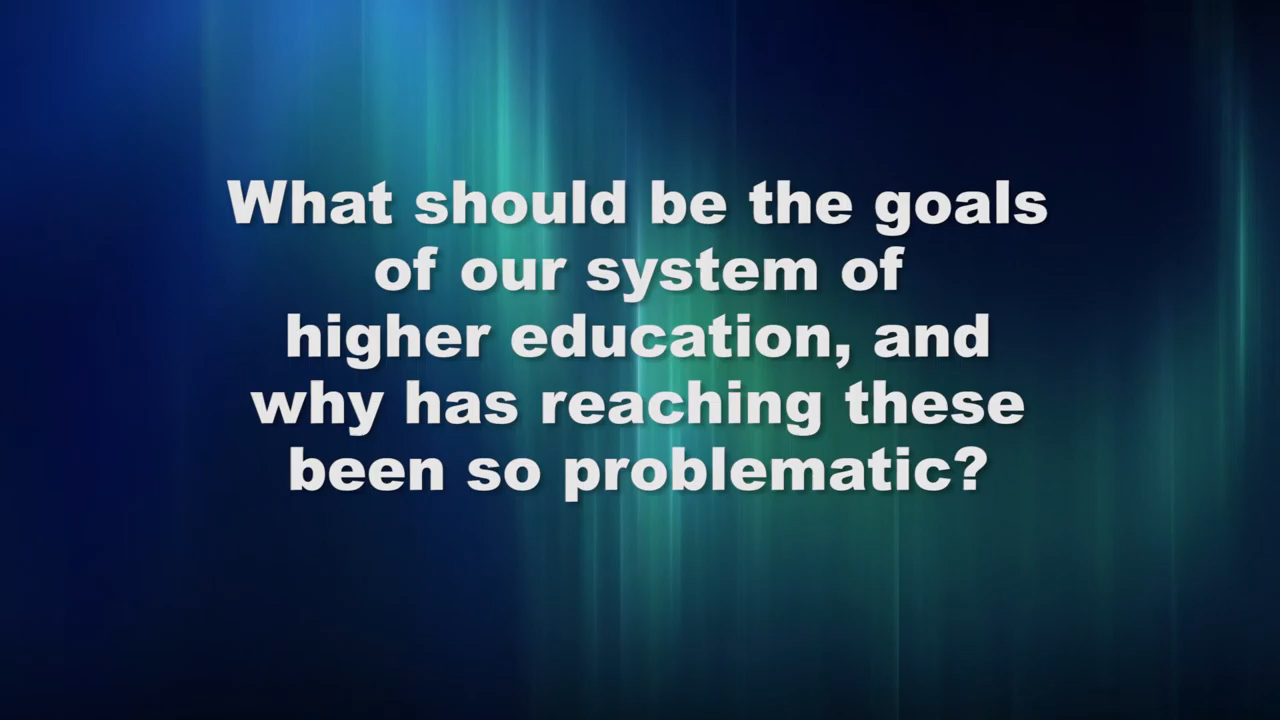 What should be the goals
of our system of
higher education, and
why has reaching these
been so problematic?